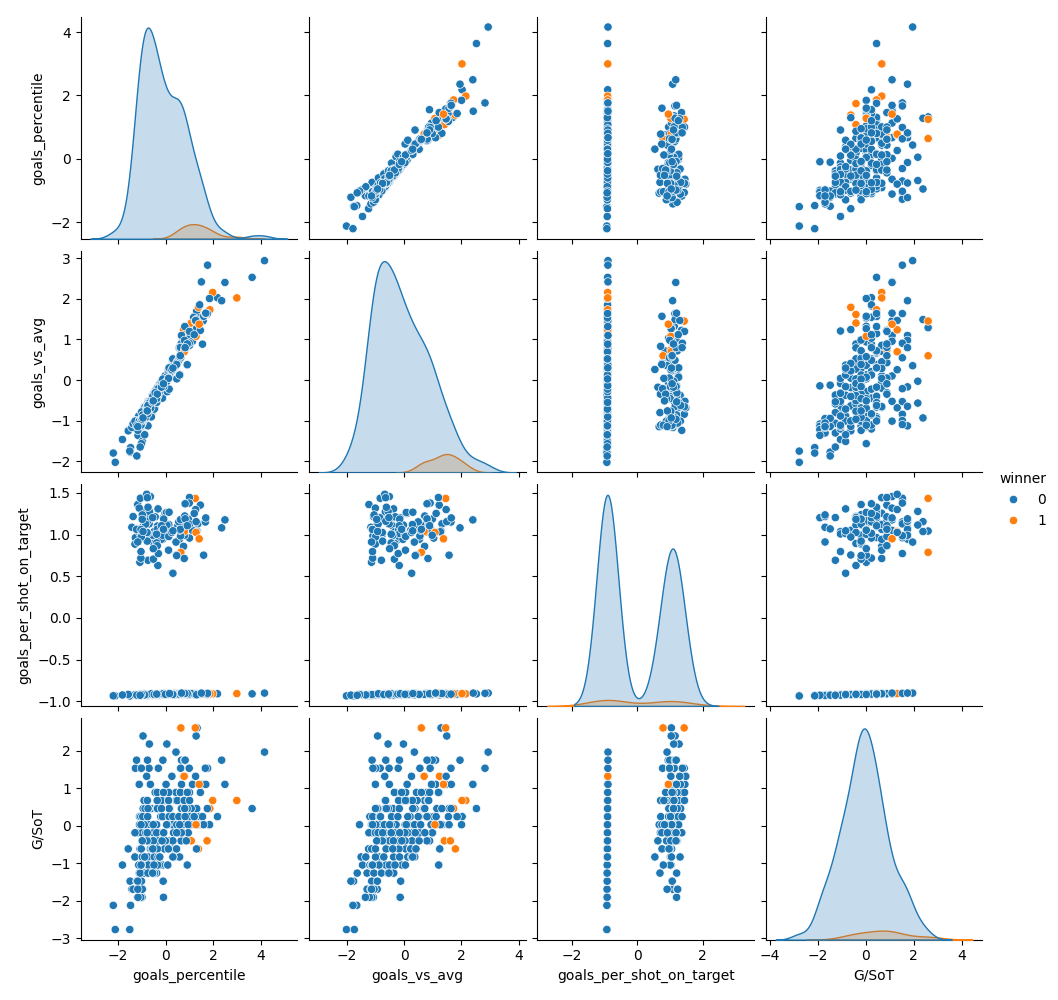 4
2
0
−2
goals_percentile
3
2
1
0
−1
−2
goals_vs_avg
winner
0
1
1.5
1.0
0.5
0.0
−0.5
−1.0
goals_per_shot_on_target
2
1
0
−1
−2
−3
G/SoT
−2 0 2 4
−2 0 2 4
−2 0 2
−4 −2 0 2 4
goals_percentile goals_vs_avg goals_per_shot_on_target G/SoT